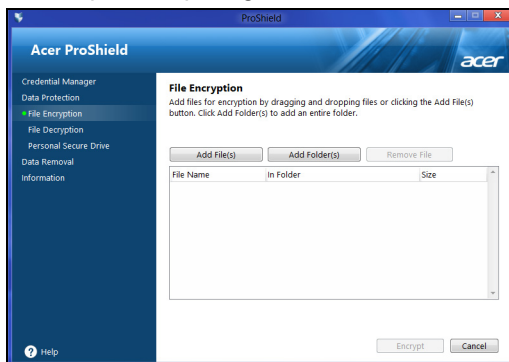 ProShield
Acer ProShield
acer
Credential Manager
Data Protection
File Encryption
File Decryption
Personal Secure Drive
Data Removal
Information
File Encryption
Add files for encryption by dragging and dropping files or clicking the Add File(s)
button. Click Add Folder(s) to add an entire folder.
Add File(s) Add Folder(s) Remove File
File Name In Folder Size
Encrypt Cancel
? Help